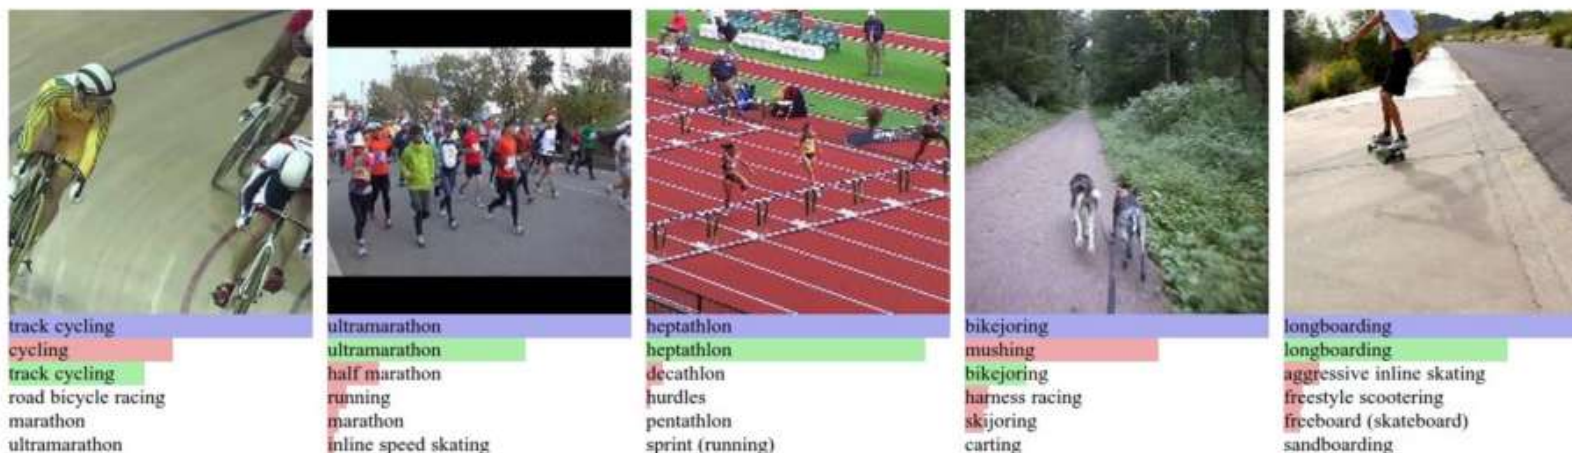 track cycling
cycling
track cycling
road bicycle racing
marathon
ultramarathon
ultramarathon
ultramarathon
half marathon
running
marathon
inline speed skating
heptathlon
heptathlon
decathlon
hurdles
pentathlon
sprint (running)
bikejoring
mushing
bikejoring
harness racing
skijoring
carting
longboarding
longboarding
aggressive inline skating
freestyle scootering
freeboard (skateboard)
sandboarding